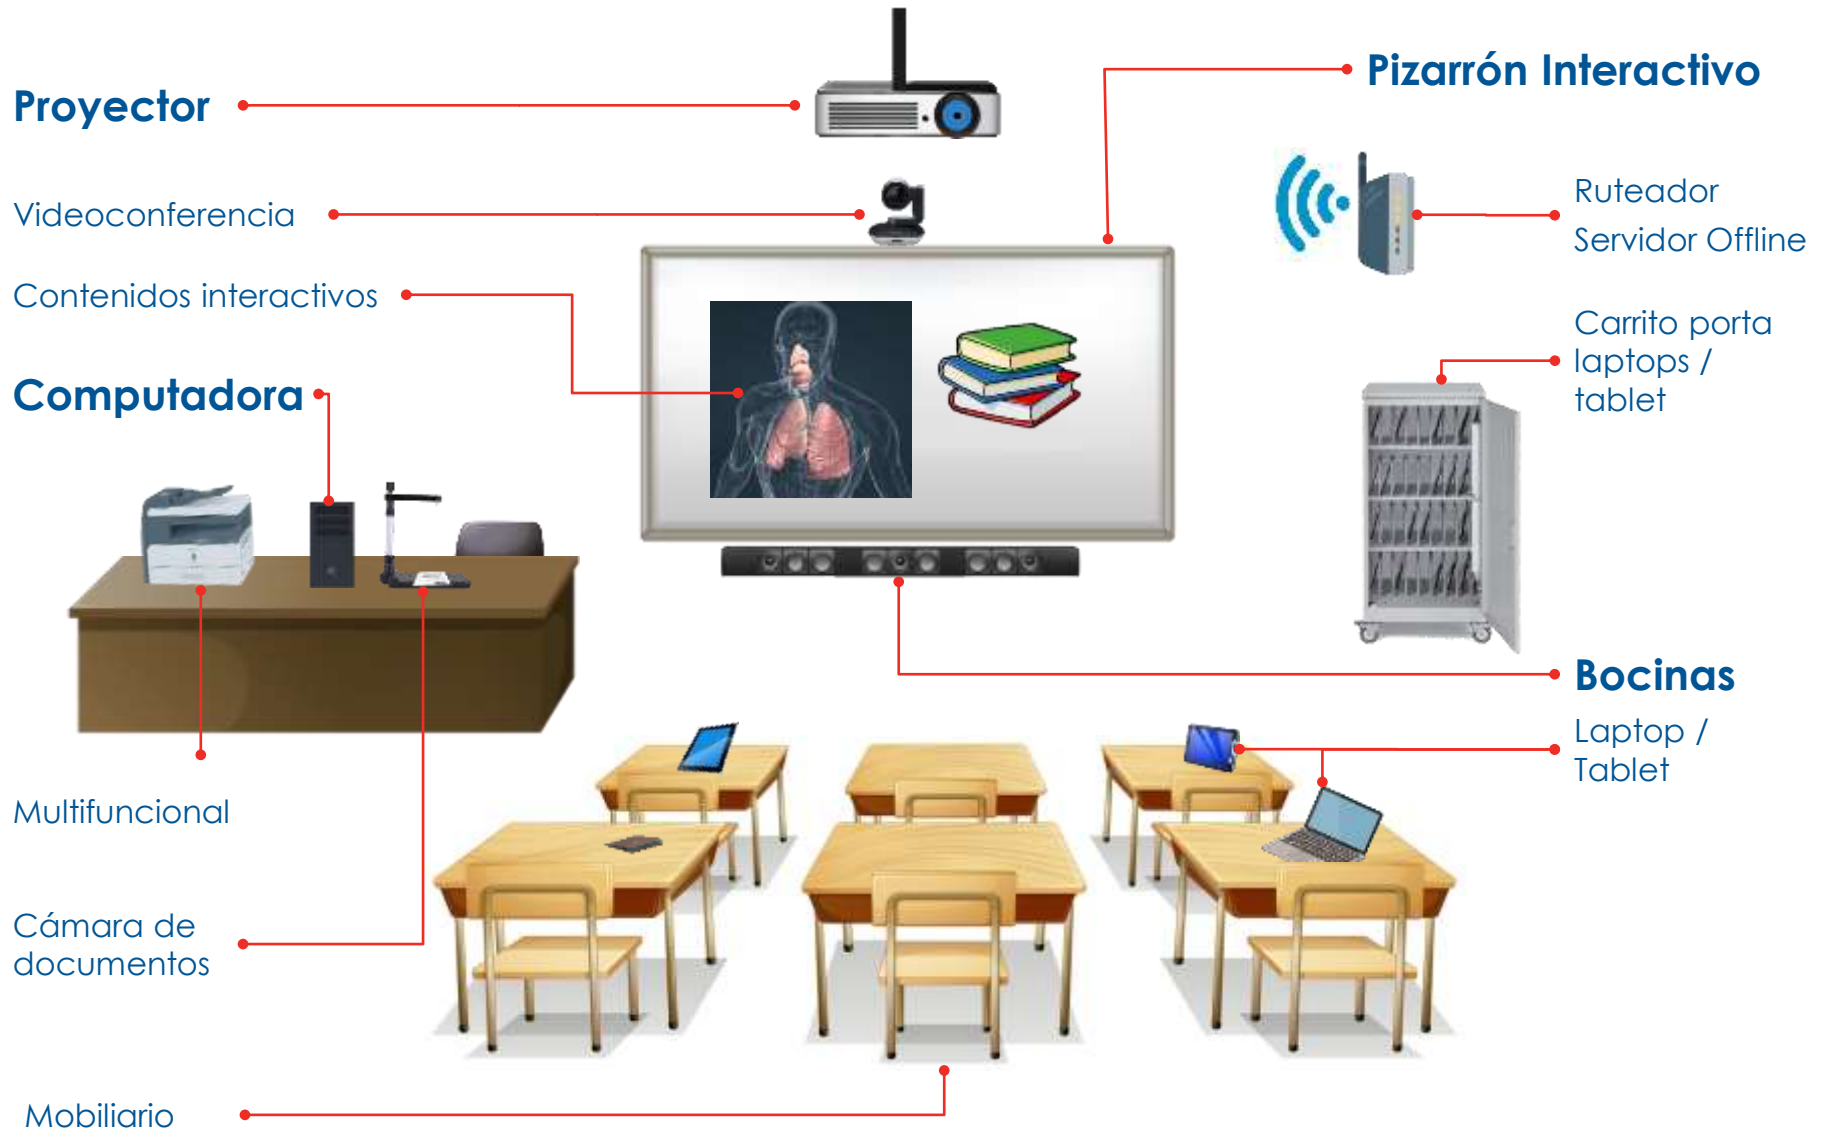 Proyector
Videoconferencia
Contenidos interactivos
Computadora
Multifuncional
Cámara de
documentos
Mobiliario
Pizarrón Interactivo
Ruteador
Servidor Offline
Carrito porta
laptops /
tablet
Bocinas
Laptop /
Tablet